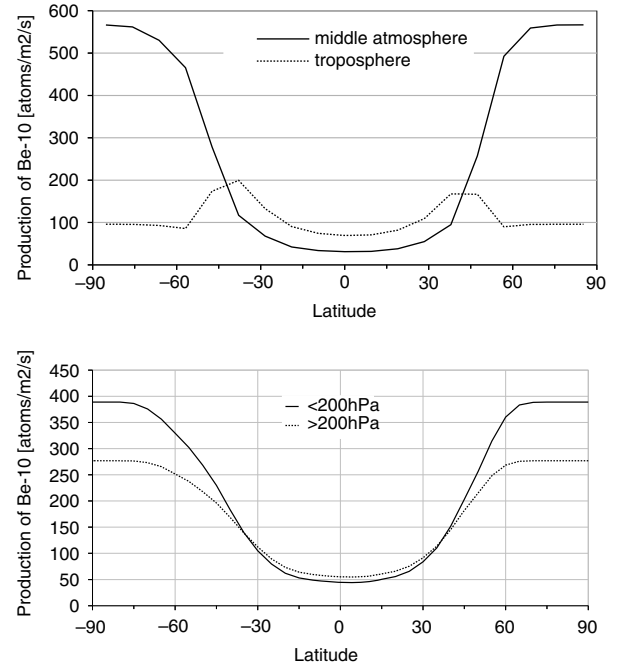 600
500
400
300
200
100
0
Production of Be-10 [atoms/m2/s]
middle atmosphere
troposphere
–90 –60 –30 0 30 60 90
Latitude
450
400
350
300
250
200
150
100
50
0
Production of Be-10 [atoms/m2/s]
<200hPa
>200hPa
–90 –60 –30 0 30 60 90
Latitude